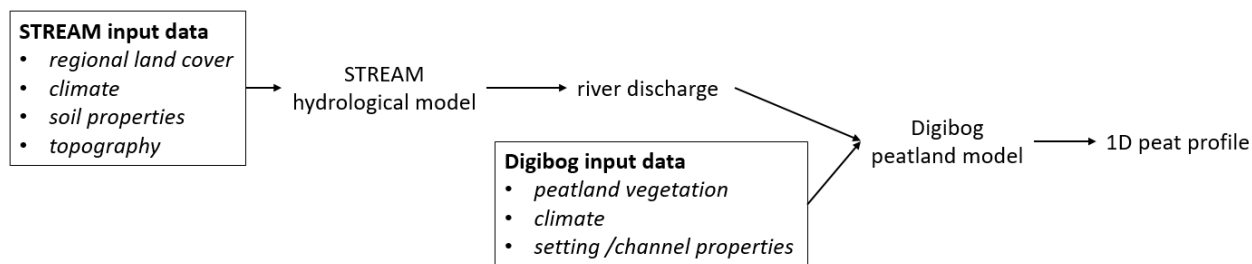 STREAM input data
• regional land cover
• climate
• soil properties
• topography
STREAM
hydrological model
river discharge
Digibog input data
• peatland vegetation
• climate
• setting /channel properties
Digibog
peatland model
1D peat profile